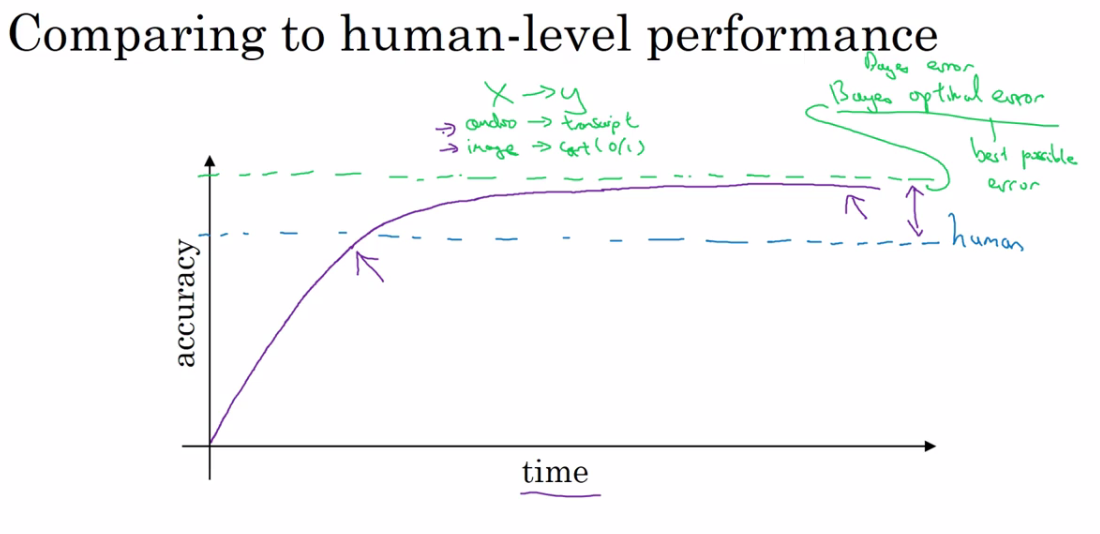 Comparing to human-level performance
Bayes error
Bayes optimal error
best possible
error
X → y
→ audio → transcript
→ image → cat (0/1)
human
accuracy
time